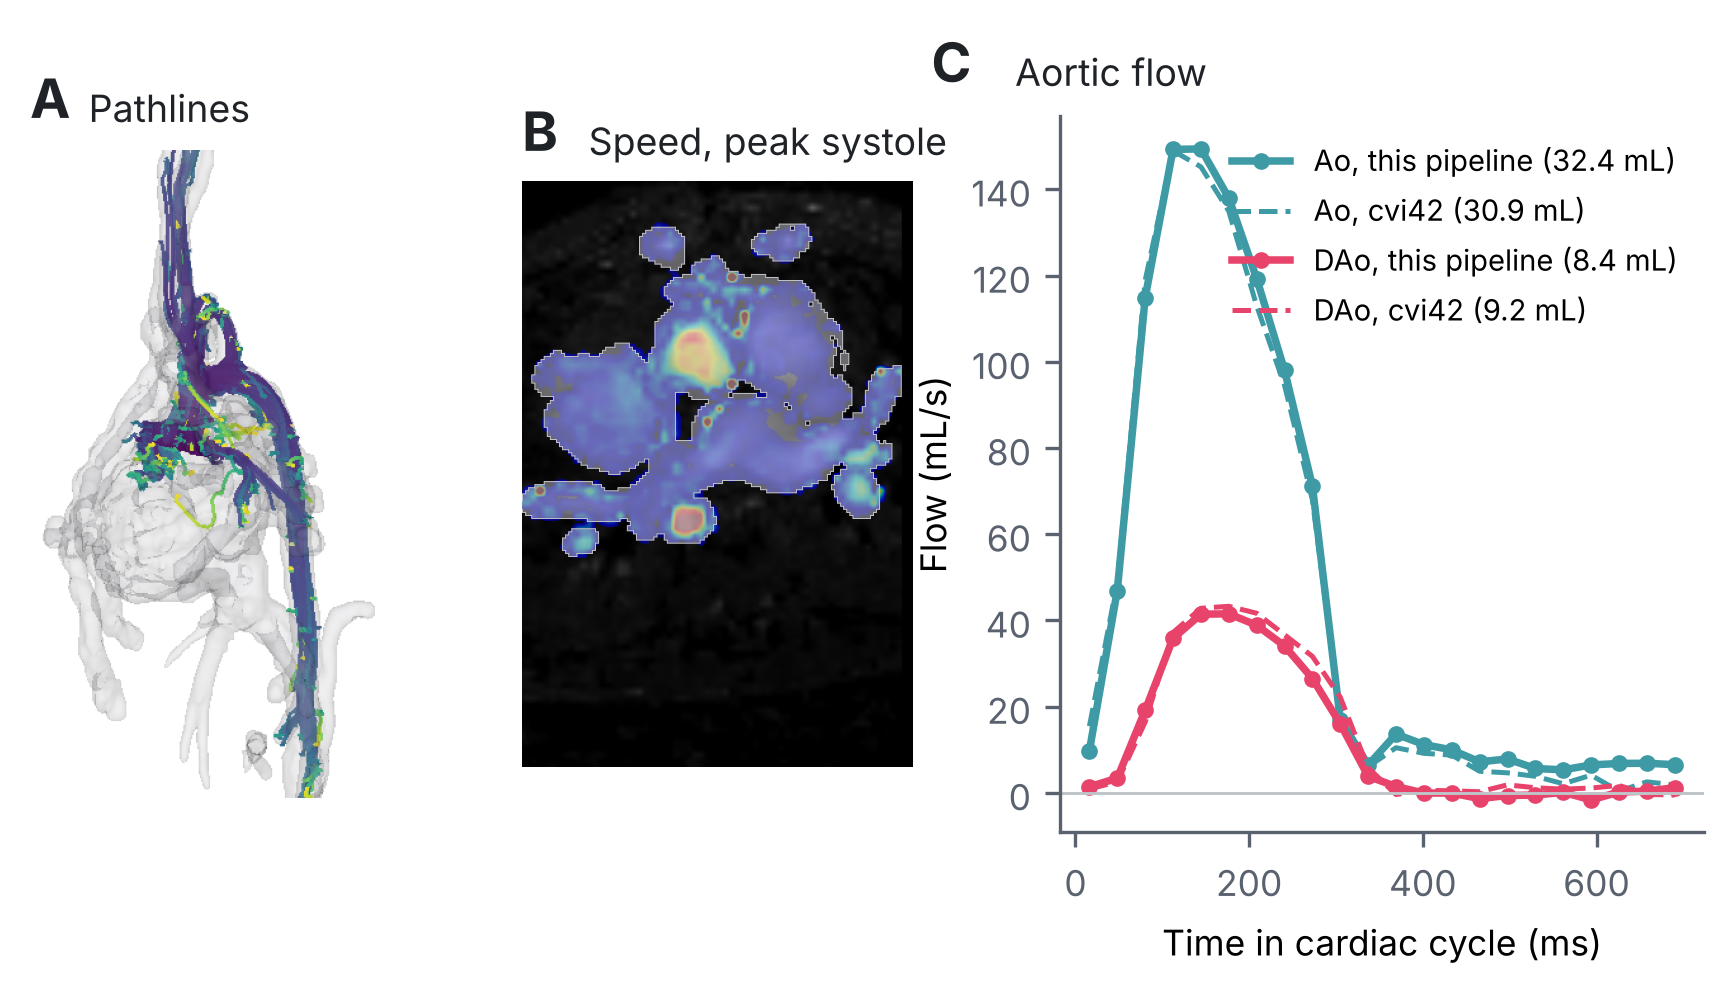 A Pathlines
B Speed, peak systole
C Aortic flow
Ao, this pipeline (32.4 mL)
Ao, cvi42 (30.9 mL)
DAo, this pipeline (8.4 mL)
DAo, cvi42 (9.2 mL)
Flow (mL/s)
140
120
100
80
60
40
20
0
0 200 400 600
Time in cardiac cycle (ms)